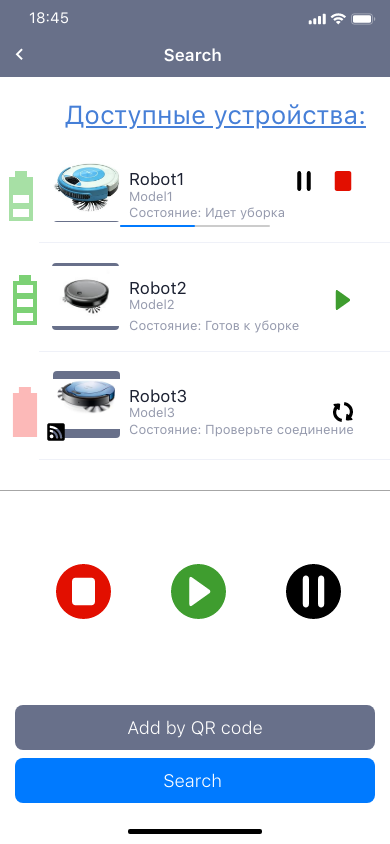 18:45
Search
Доступные устройства:
Robot1
Model1
Состояние: Идет уборка
Robot2
Model2
Состояние: Готов к уборке
Robot3
Model3
Состояние: Проверьте соединение
Add by QR code
Search